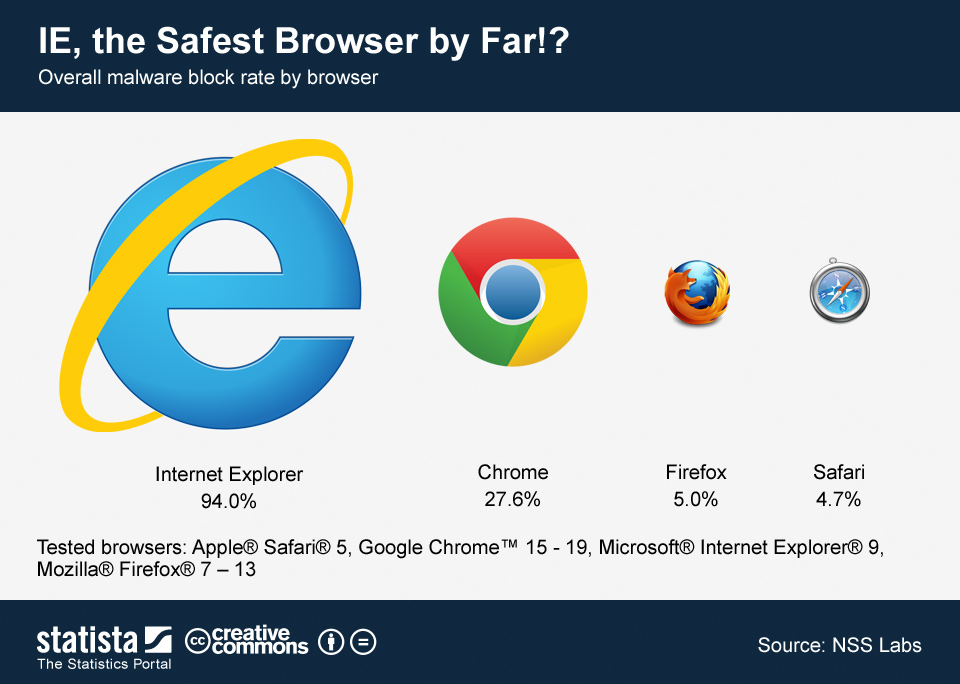 IE, the Safest Browser by Far!?
Overall malware block rate by browser
Internet Explorer
94.0%
Chrome
27.6%
Firefox
5.0%
Safari
4.7%
Tested browsers: Apple® Safari® 5, Google Chrome™ 15 - 19, Microsoft® Internet Explorer® 9,
Mozilla® Firefox® 7 – 13
statista
The Statistics Portal
cc creative
commons
Source: NSS Labs